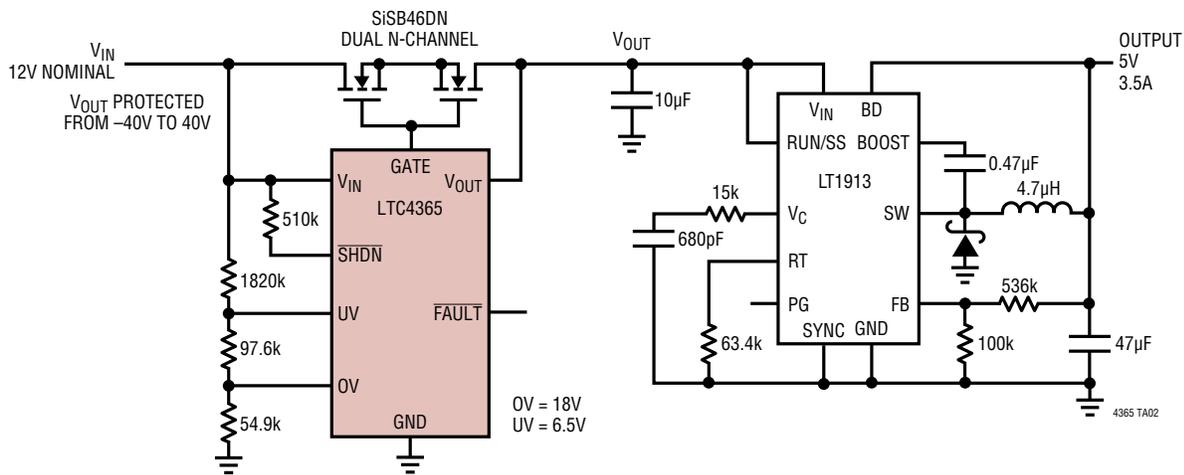 SiSB46DN
DUAL N-CHANNEL
VIN
12V NOMINAL
VOUT PROTECTED
FROM –40V TO 40V
VOUT
10µF
OUTPUT
5V
3.5A
GATE
VIN
VOUT
LTC4365
510k
SHDN
1820k
UV
FAULT
97.6k
OV
54.9k
GND
OV = 18V
UV = 6.5V
VIN
BD
RUN/SS
BOOST
LT1913
0.47µF
4.7µH
15k
VC
SW
680pF
RT
PG
FB
536k
SYNC
GND
63.4k
100k
47µF
4365 TA02